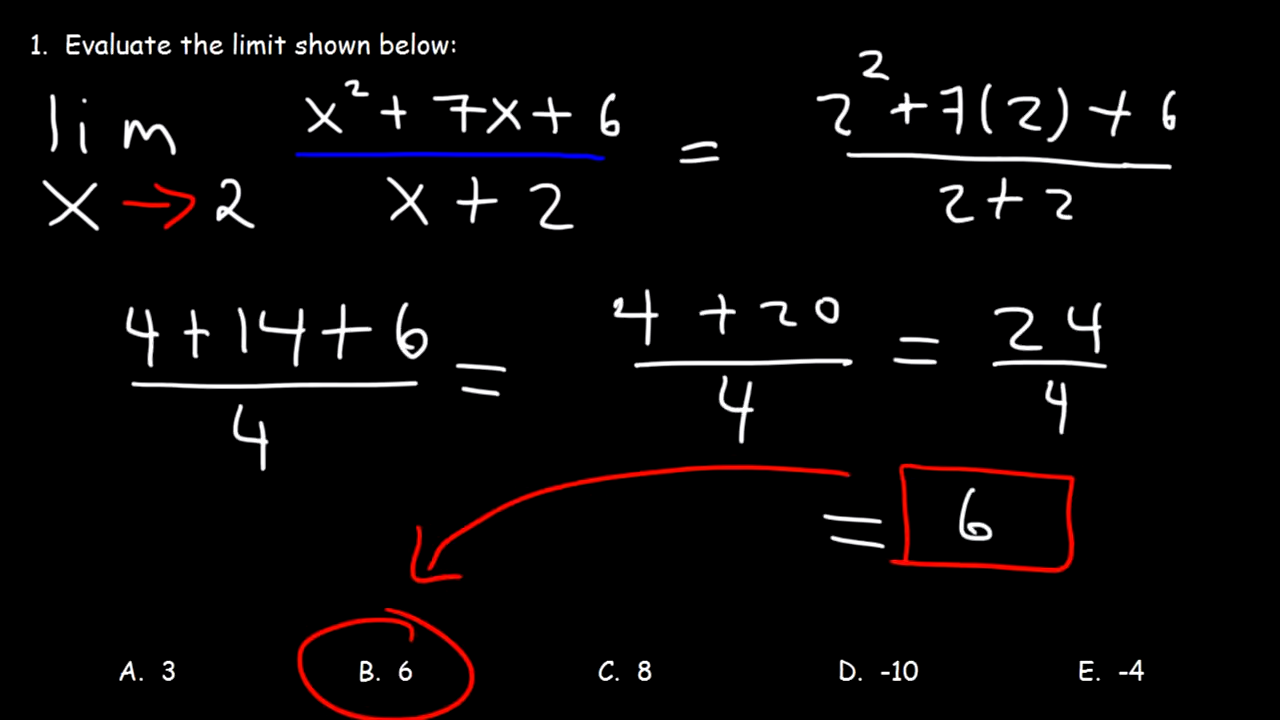 1. Evaluate the limit shown below:
lim x→2 (x² + 7x + 6)/(x + 2) = (2² + 7(2) + 6)/(2 + 2)
(4 + 14 + 6)/4 = (4 + 20)/4 = 24/4
= 6
A. 3 B. 6 C. 8 D. -10 E. -4